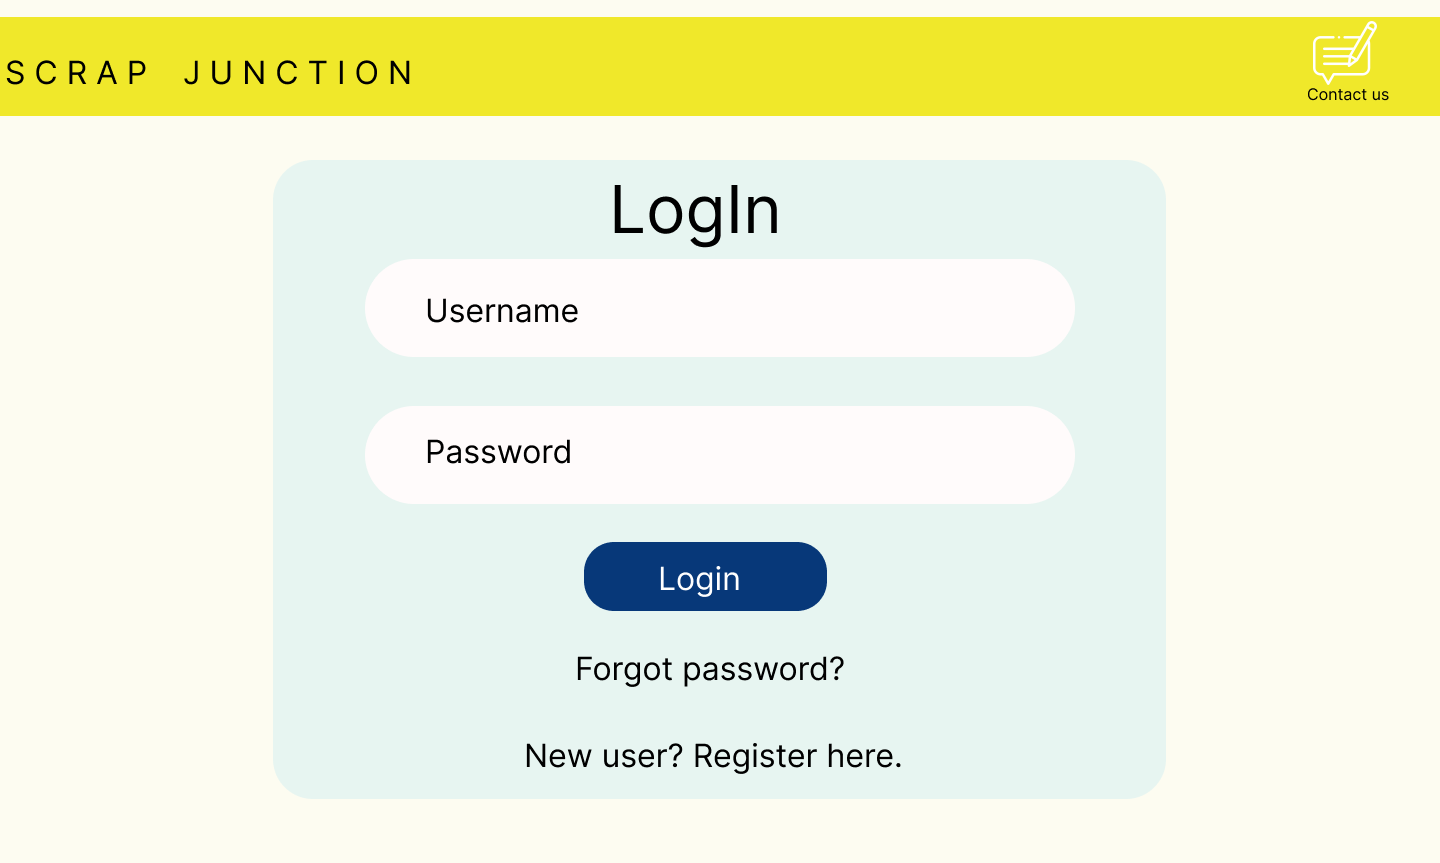 SCRAP JUNCTION
Contact us
LogIn
Username
Password
Login
Forgot password?
New user? Register here.